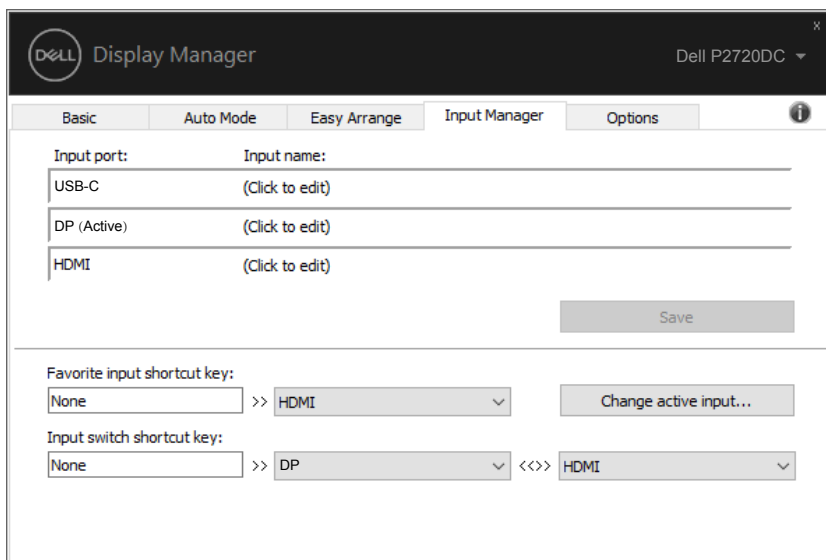 x
DELL Display Manager
Dell P2720DC
Basic Auto Mode Easy Arrange Input Manager Options i
Input port: Input name:
USB-C (Click to edit)
DP (Active) (Click to edit)
HDMI (Click to edit)
Save
Favorite input shortcut key:
None >> HDMI Change active input...
Input switch shortcut key:
None >> DP <<>> HDMI